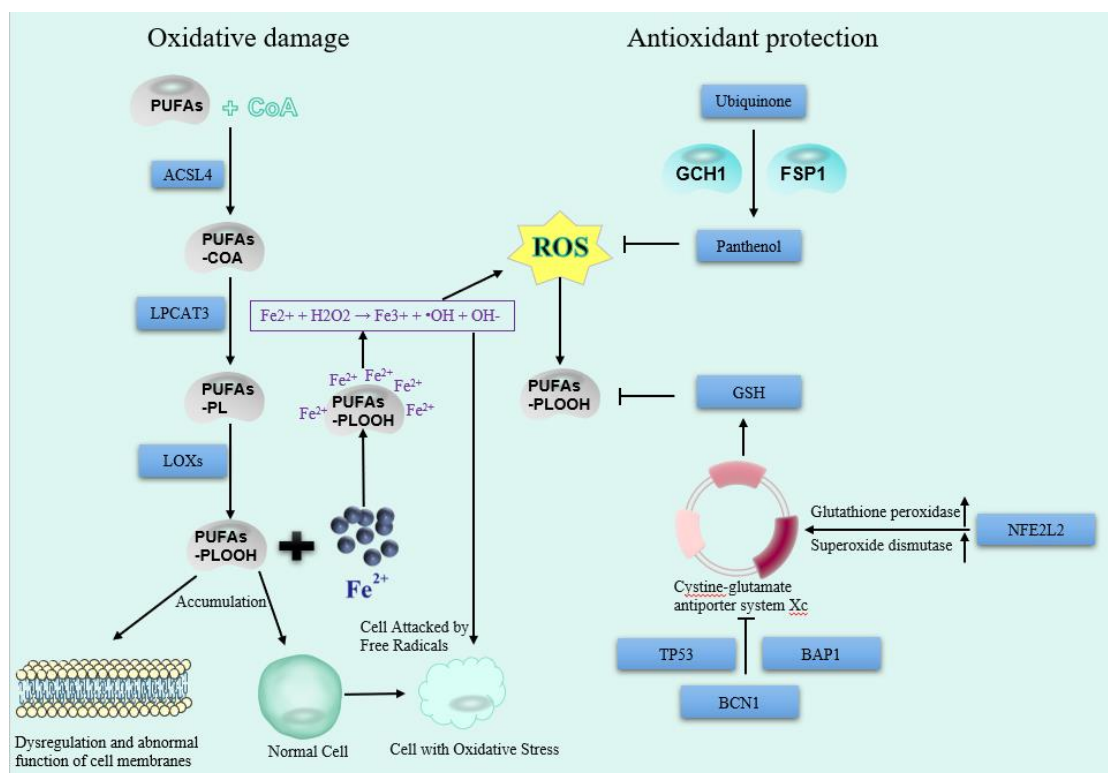 Oxidative damage
Antioxidant protection
PUFAs + CoA
ACSL4
PUFAs
-COA
LPCAT3
PUFAs
-PL
LOXs
PUFAs
-PLOOH
Accumulation
Dysregulation and abnormal
function of cell membranes
Normal Cell
Cell with Oxidative Stress
Cell Attacked by
Free Radicals
Fe2+ + H2O2 → Fe3+ + •OH + OH-
Fe²⁺ Fe²⁺ Fe²⁺
Fe²⁺ PUFAs Fe²⁺
-PLOOH
Fe²⁺
ROS
PUFAs
-PLOOH
Ubiquinone
GCH1
FSP1
Panthenol
GSH
Glutathione peroxidase
Superoxide dismutase
NFE2L2
Cystine-glutamate
antiporter system Xc
TP53
BAP1
BCN1